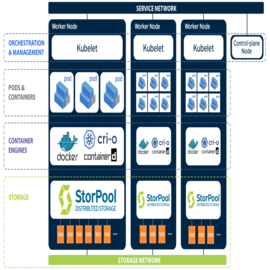 SERVICE NETWORK
Worker Node
Worker Node
Worker Node
ORCHESTRATION
& MANAGEMENT
Kubelet
Kubelet
Kubelet
Control-plane
Node
PODS &
CONTAINERS
pod
pod
pod
CONTAINER
ENGINES
docker
cri-o
containerd
docker
cri-o
containerd
docker
cri-o
containerd
STORAGE
StorPool
DISTRIBUTED STORAGE
StorPool
DISTRIBUTED STORAGE
StorPool
DISTRIBUTED STORAGE
STORAGE NETWORK